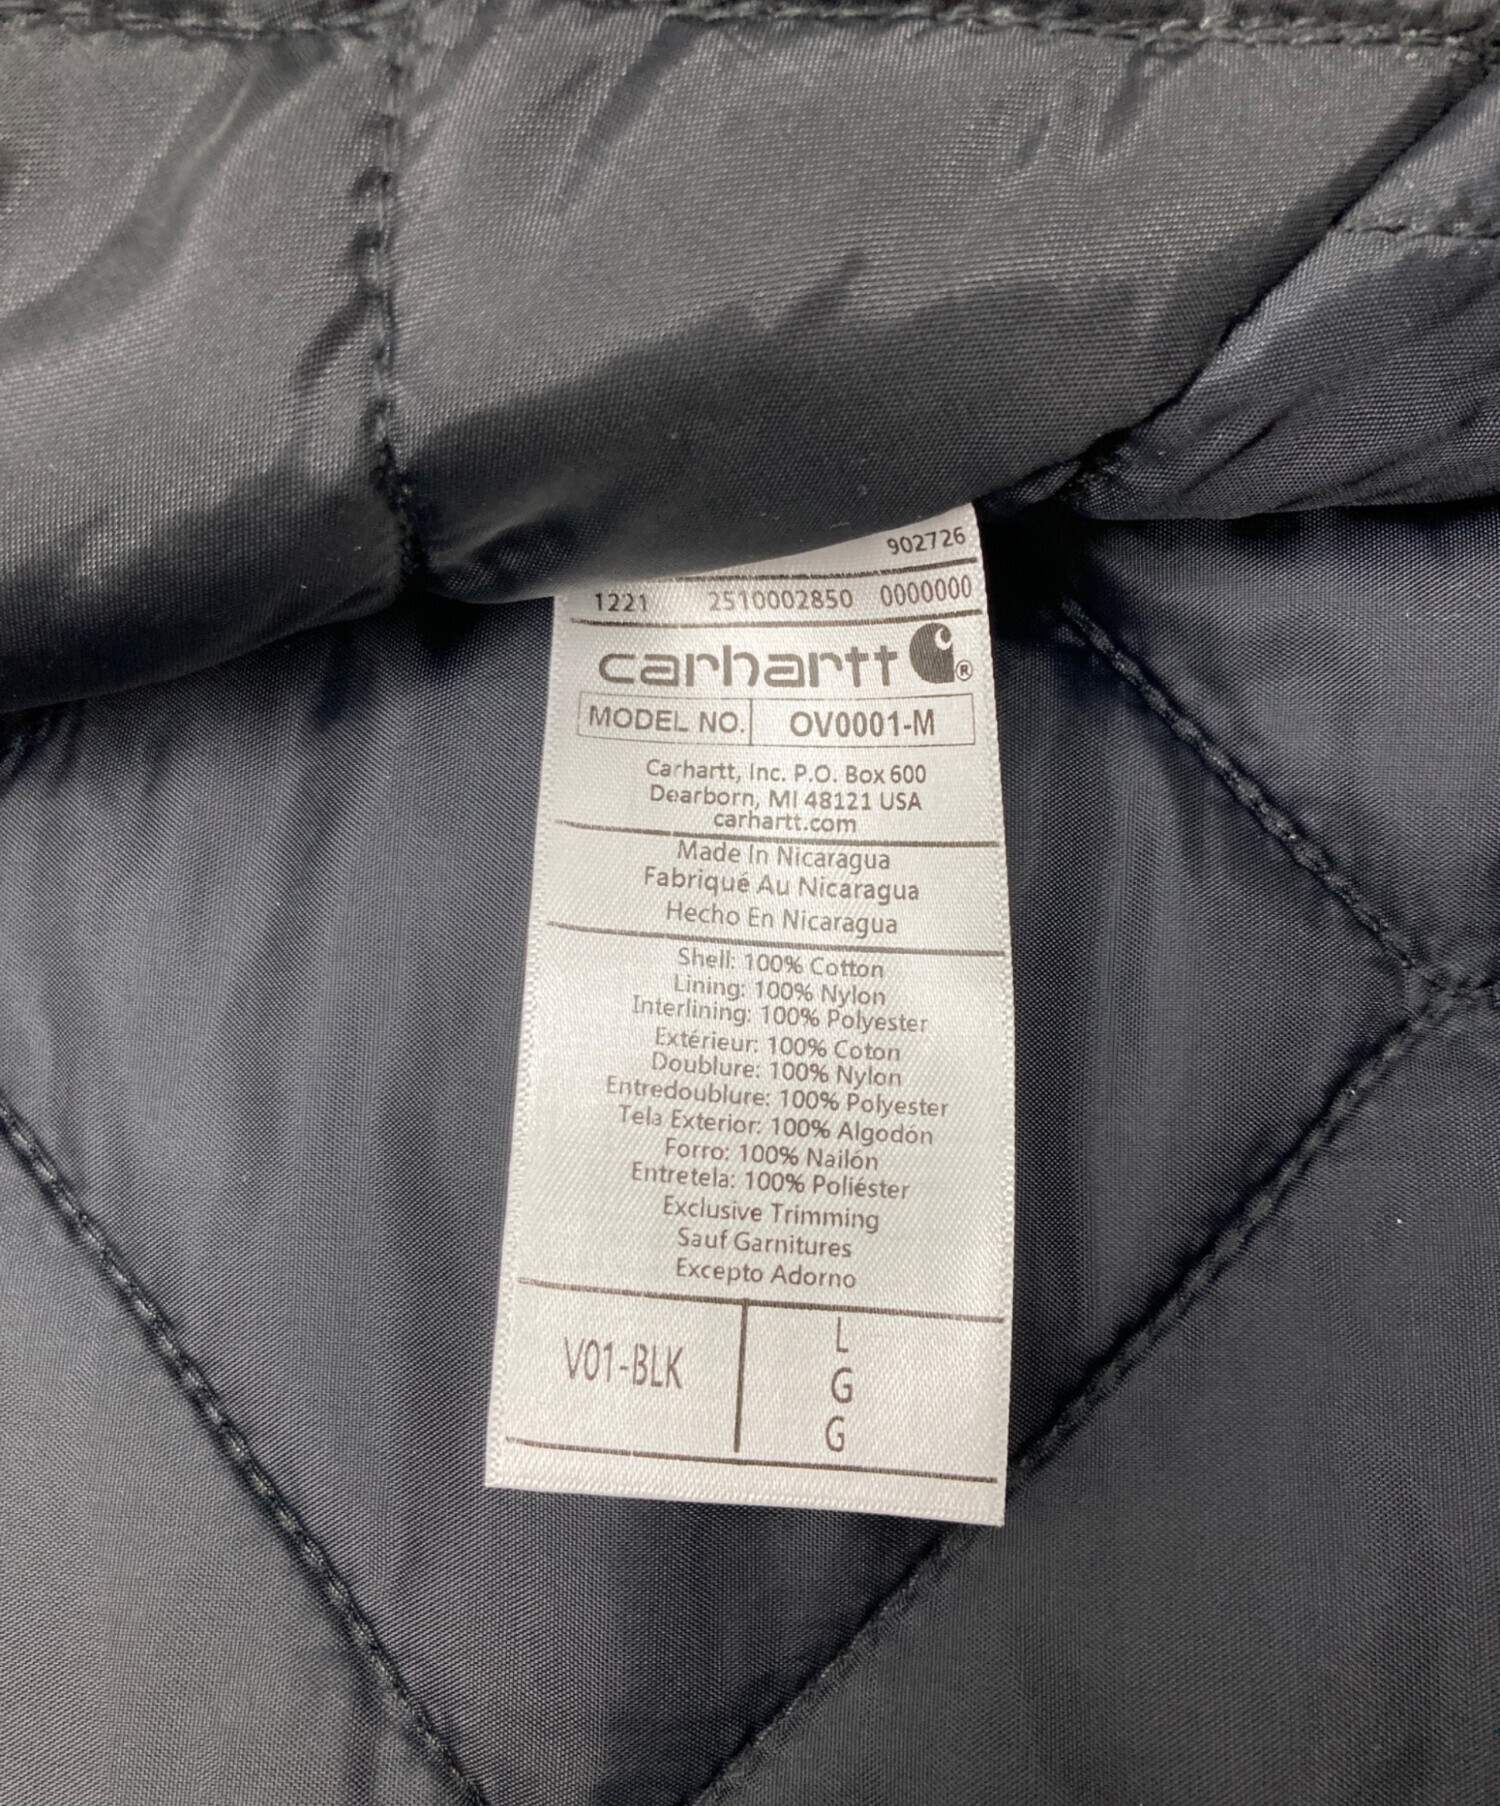 902726
1221 2510002850 0000000
carhartt ®
MODEL NO. OV0001-M
Carhartt, Inc. P.O. Box 600
Dearborn, MI 48121 USA
carhartt.com
Made In Nicaragua
Fabriqué Au Nicaragua
Hecho En Nicaragua
Shell: 100% Cotton
Lining: 100% Nylon
Interlining: 100% Polyester
Extérieur: 100% Coton
Doublure: 100% Nylon
Entredoublure: 100% Polyester
Tela Exterior: 100% Algodón
Forro: 100% Nailón
Entretela: 100% Poliéster
Exclusive Trimming
Sauf Garnitures
Excepto Adorno
V01-BLK
L
G
G